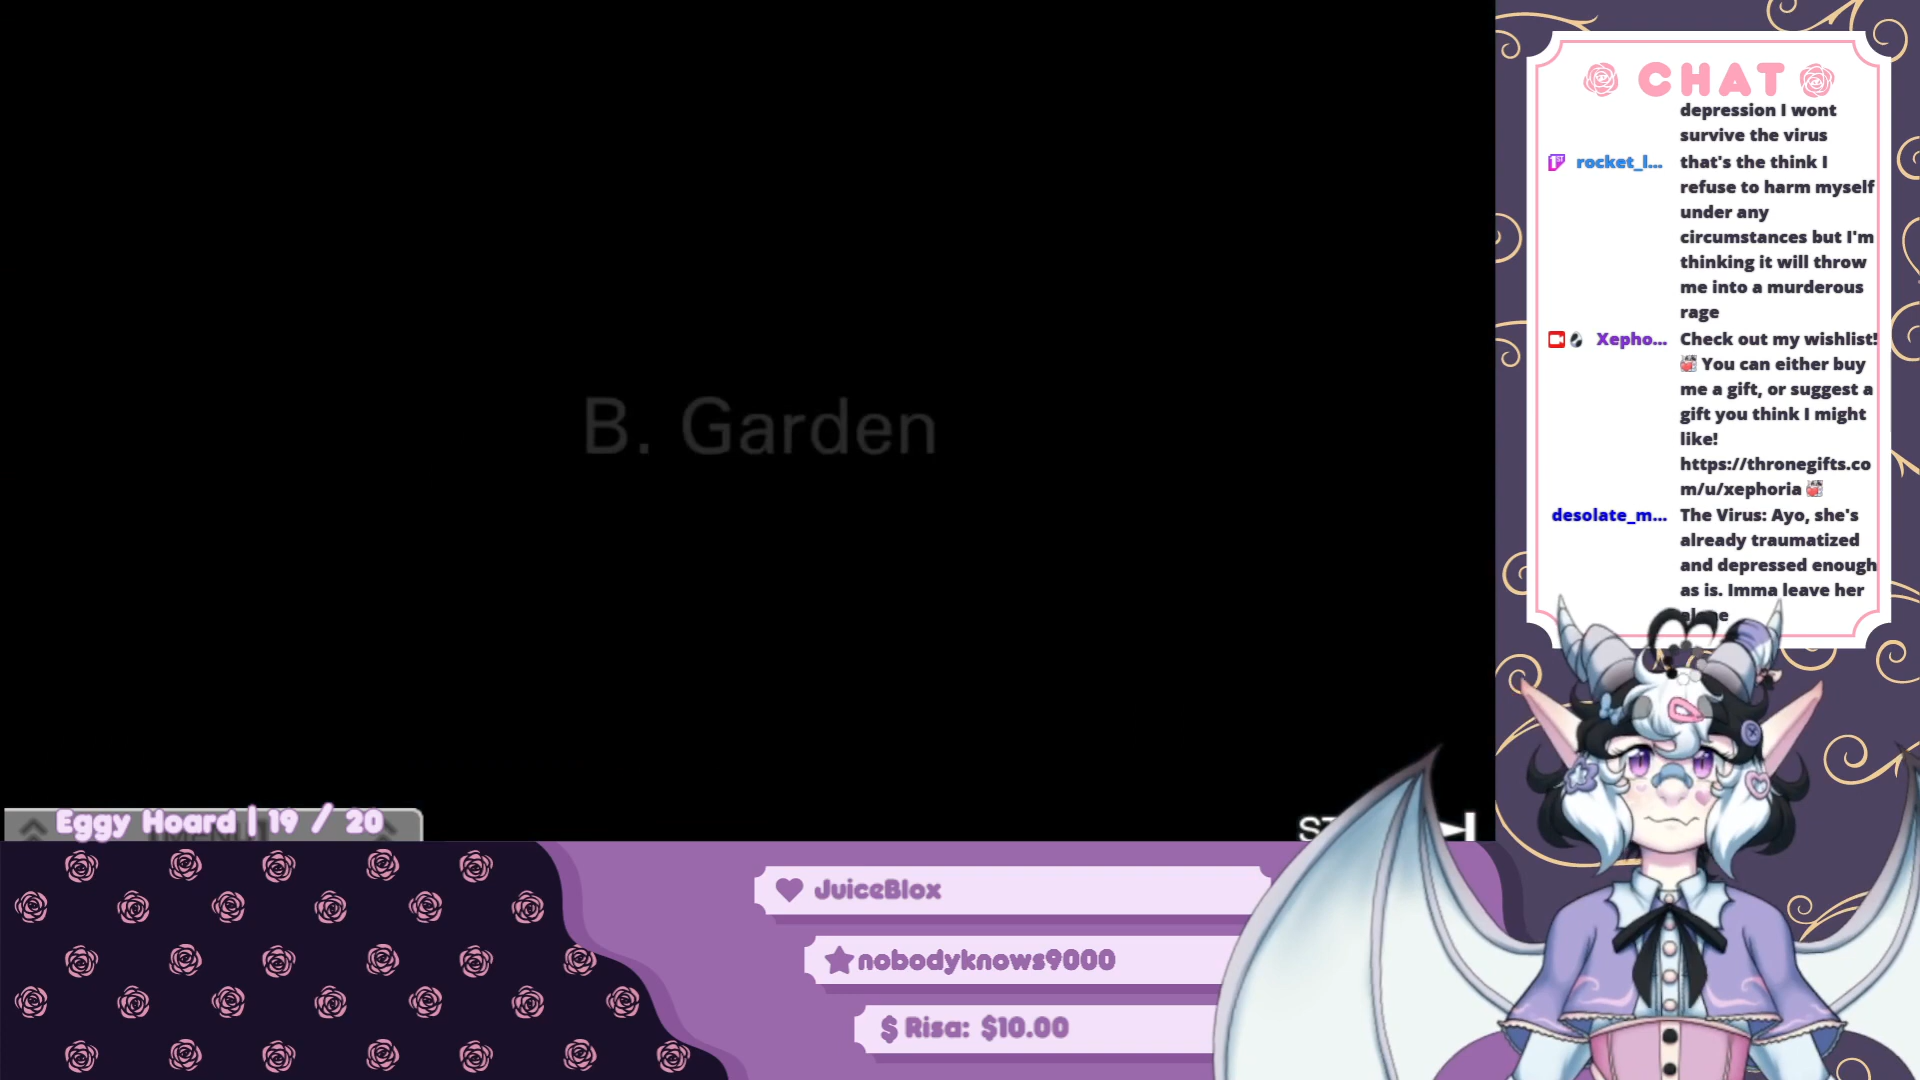 B. Garden
CHAT
depression I wont
survive the virus
rocket_l... that's the think I
refuse to harm myself
under any
circumstances but I'm
thinking it will throw
me into a murderous
rage
Xepho... Check out my wishlist!
You can either buy
me a gift, or suggest a
gift you think I might
like!
https://thronegifts.co
m/u/xephoria
desolate_m... The Virus: Ayo, she's
already traumatized
and depressed enough
as is. Imma leave her
Eggy Hoard | 19 / 20
JuiceBlox
nobodyknows9000
$ Risa: $10.00